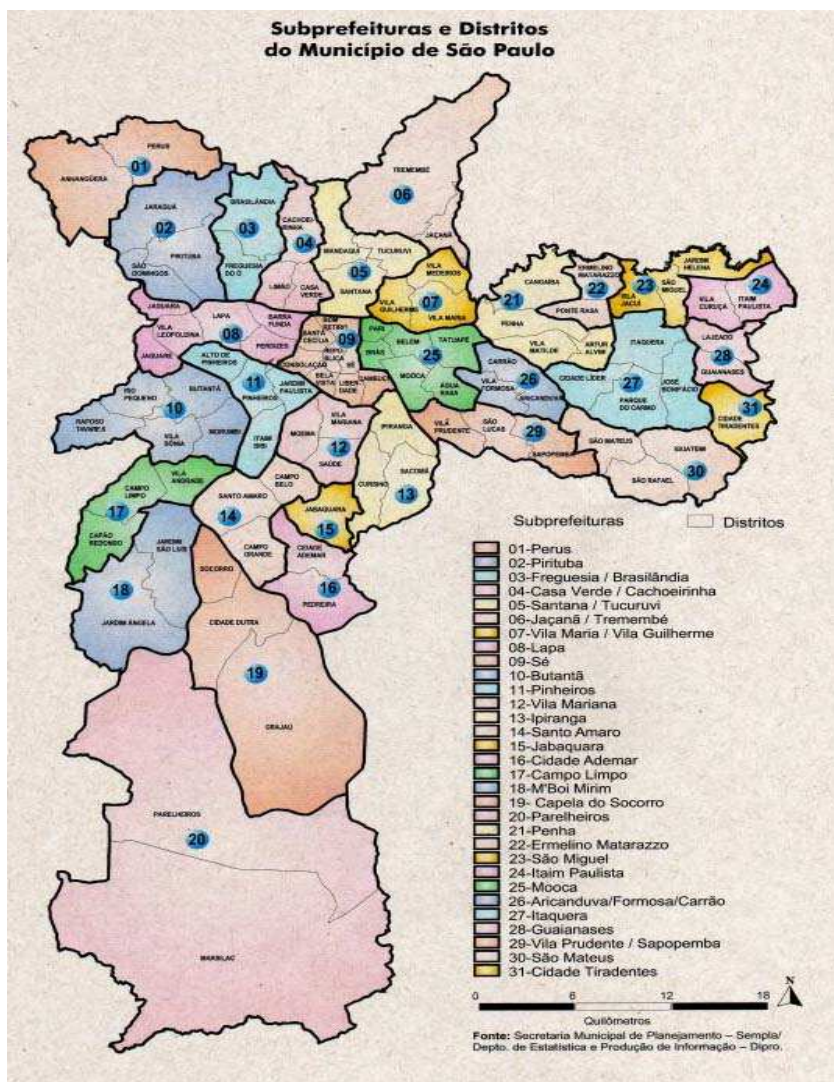 Subprefeituras e Distritos
do Município de São Paulo
PERUS
ANHANGÜERA
01
JARAGUÁ
02
PIRITUBA
SÃO
DOMINGOS
BRASILÂNDIA
03
FREGUESIA
DO Ó
CACHOEI-
RINHA
04
LIMÃO
CASA
VERDE
MANDAQUI
TUCURUVI
05
SANTANA
TREMEMBÉ
06
JAÇANÃ
VILA
MEDEIROS
07
VILA
GUILHERME
VILA MARIA
JAGUARA
LAPA
VILA
LEOPOLDINA
08
BARRA
FUNDA
PERDIZES
JAGUARÉ
BOM
RETIRO
SANTA
CECÍLIA
09
REPÚ-
BLICA
SÉ
CONSOLAÇÃO
BELA
VISTA
LIBER
DADE
CAMBUCI
PARI
BRÁS
BELÉM
TATUAPÉ
25
MOOCA
ÁGUA
RASA
CANGAIBA
21
PENHA
VILA
MATILDE
ARTUR
ALVIM
ERMELINO
MATARAZZO
22
PONTE RASA
VILA
JACUÍ
23
SÃO
MIGUEL
JARDIM
HELENA
24
VILA
CURUÇÁ
ITAIM
PAULISTA
LAJEADO
28
GUAIANASES
ITAQUERA
CIDADE LÍDER
27
JOSÉ
BONIFÁCIO
PARQUE
DO CARMO
CIDADE
TIRADENTES
31
CARRÃO
VILA
FORMOSA
26
ARICANDUVA
ALTO DE
PINHEIROS
11
PINHEIROS
JARDIM
PAULISTA
ITAIM
BIBI
RIO
PEQUENO
BUTANTÃ
10
RAPOSO
TAVARES
VILA
SÔNIA
MORUMBI
MOEMA
VILA
MARIANA
12
SAÚDE
IPIRANGA
SACOMÃ
CURSINO
13
VILA
PRUDENTE
SÃO
LUCAS
29
SAPOPEMBA
SÃO MATEUS
IGUATEMI
SÃO RAFAEL
30
VILA
ANDRADE
CAMPO
LIMPO
17
CAPÃO
REDONDO
SANTO AMARO
CAMPO
BELO
14
CAMPO
GRANDE
JABAQUARA
15
CIDADE
ADEMAR
16
PEDREIRA
JARDIM
SÃO LUÍS
18
JARDIM ÂNGELA
SOCORRO
CIDADE DUTRA
19
GRAJAÚ
PARELHEIROS
20
MARSILAC
Subprefeituras
Distritos
01-Perus
02-Pirituba
03-Freguesia / Brasilândia
04-Casa Verde / Cachoeirinha
05-Santana / Tucuruvi
06-Jaçanã / Tremembé
07-Vila Maria / Vila Guilherme
08-Lapa
09-Sé
10-Butantã
11-Pinheiros
12-Vila Mariana
13-Ipiranga
14-Santo Amaro
15-Jabaquara
16-Cidade Ademar
17-Campo Limpo
18-M'Boi Mirim
19- Capela do Socorro
20-Parelheiros
21-Penha
22-Ermelino Matarazzo
23-São Miguel
24-Itaim Paulista
25-Mooca
26-Aricanduva/Formosa/Carrão
27-Itaquera
28-Guaianases
29-Vila Prudente / Sapopemba
30-São Mateus
31-Cidade Tiradentes
N
0 6 12 18
Quilômetros
Fonte: Secretaria Municipal de Planejamento – Sempla/
Depto. de Estatística e Produção de Informação – Dipro.